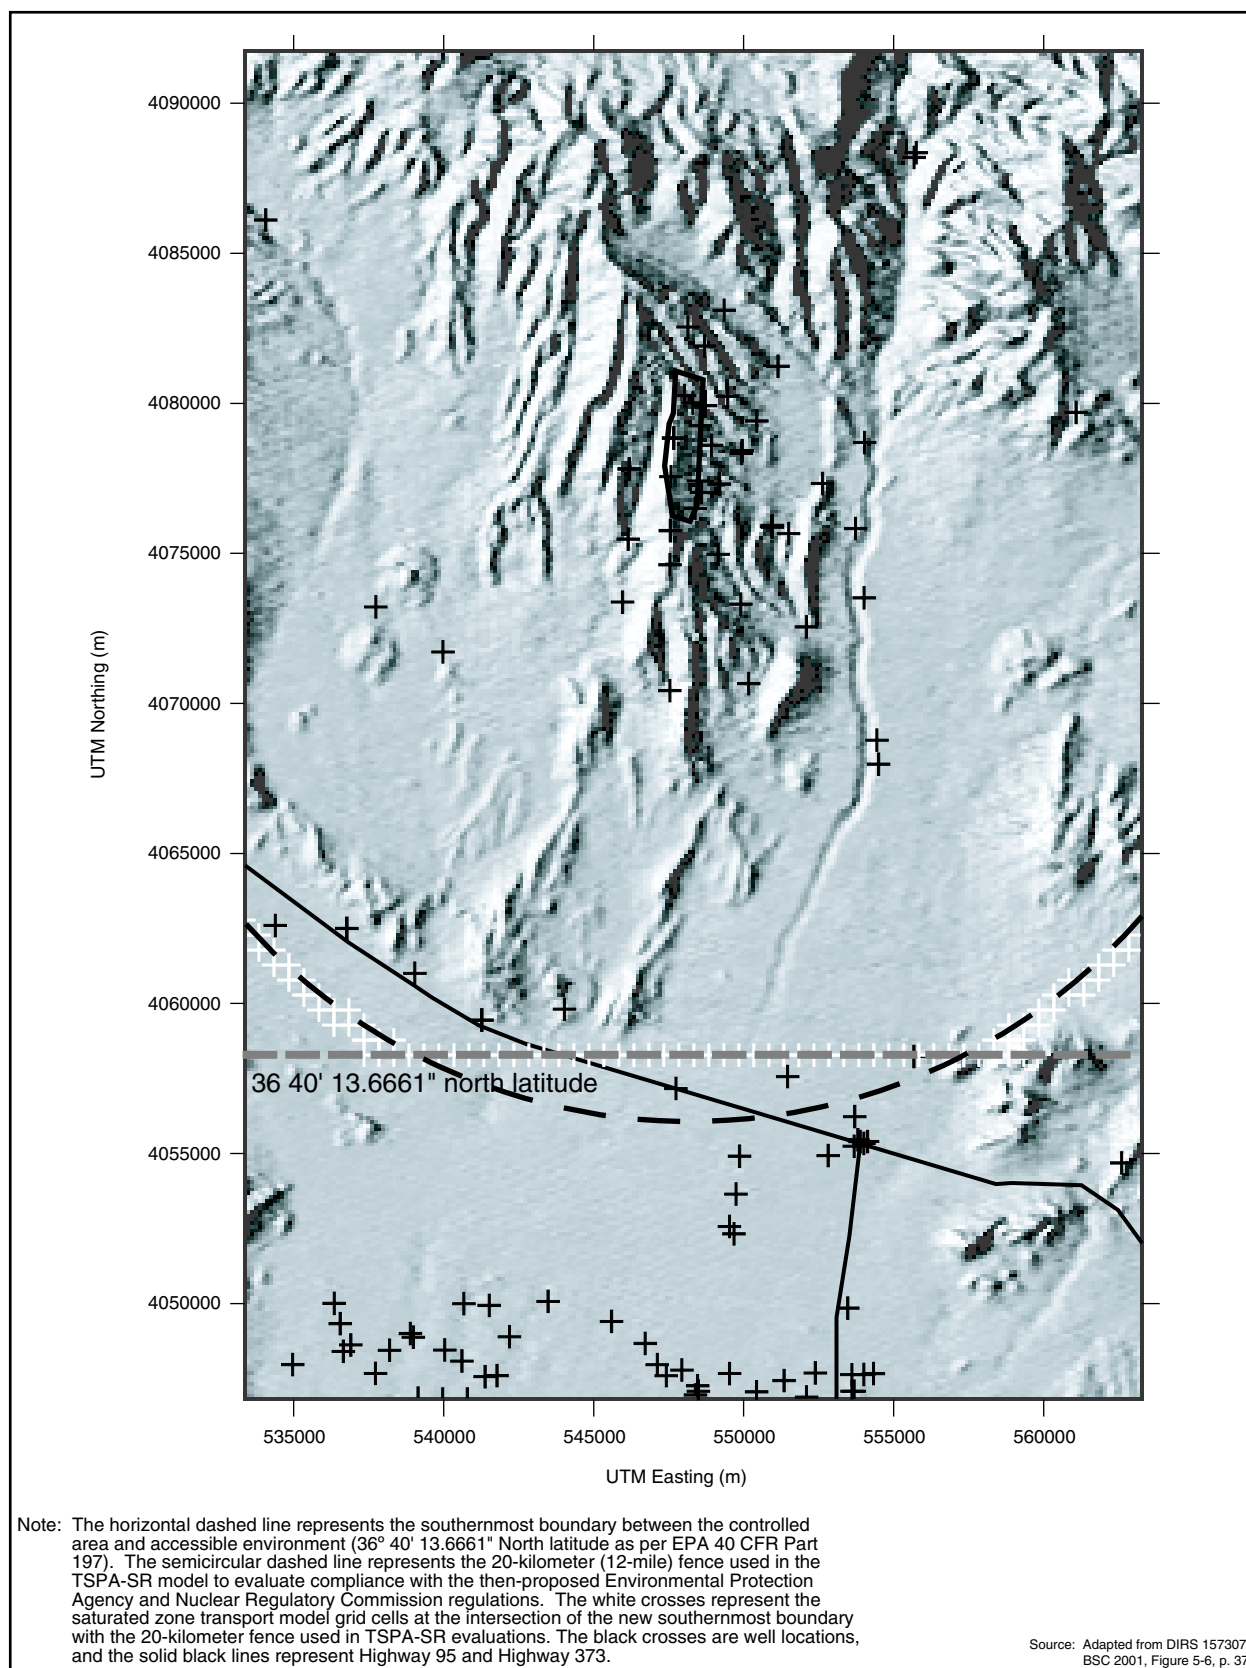 4090000
4085000
4080000
4075000
4070000
4065000
4060000
4055000
4050000
UTM Northing (m)
36 40' 13.6661" north latitude
535000 540000 545000 550000 555000 560000
UTM Easting (m)
Note: The horizontal dashed line represents the southernmost boundary between the controlled
area and accessible environment (36º 40' 13.6661" North latitude as per EPA 40 CFR Part
197). The semicircular dashed line represents the 20-kilometer (12-mile) fence used in the
TSPA-SR model to evaluate compliance with the then-proposed Environmental Protection
Agency and Nuclear Regulatory Commission regulations. The white crosses represent the
saturated zone transport model grid cells at the intersection of the new southernmost boundary
with the 20-kilometer fence used in TSPA-SR evaluations. The black crosses are well locations,
and the solid black lines represent Highway 95 and Highway 373.
Source: Adapted from DIRS 157307
BSC 2001, Figure 5-6, p. 37